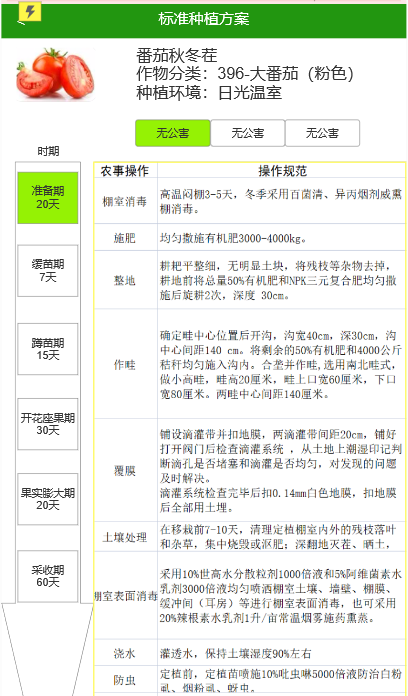 标准种植方案
番茄秋冬茬
作物分类：396-大番茄（粉色）
种植环境：日光温室
无公害
无公害
无公害
时期
准备期
20天
缓苗期
7天
蹲苗期
15天
开花座果期
30天
果实膨大期
20天
采收期
60天
农事操作
操作规范
棚室消毒
高温闷棚3-5天，冬季采用百菌清、异丙烟剂威熏
棚消毒。
施肥
均匀撒施有机肥3000-4000kg。
整地
耕耙平整细，无明显土块，将残枝等杂物去掉，
耕地前将总量50%有机肥和NPK三元复合肥均匀撒
施后旋耕2次，深度 30cm。
作畦
确定畦中心位置后开沟，沟宽40cm，深30cm，沟
中心间距140 cm。将剩余的50%有机肥和4000公斤
秸秆均匀施入沟内。合垄并作畦,选用南北畦式，
做小高畦，畦高20厘米，畦上口宽60厘米，下口
宽80厘米。两畦中心间距140厘米。
覆膜
铺设滴灌带并扣地膜，两滴灌带间距20cm，铺好
打开阀门后检查滴灌系统 ，从土地上潮湿印记判
断滴孔是否堵塞和滴灌是否均匀，对发现的问题
及时解决。
滴灌系统检查完毕后扣0.14mm白色地膜，扣地膜
后全部用土埋。
土壤处理
在移栽前7-10天，清理定植棚室内外的残枝落叶
和杂草，集中烧毁或沤肥；深翻地灭茬、晒土，
棚室表面消毒
采用10%世高水分散粒剂1000倍液和5%阿维菌素水
乳剂3000倍液均匀喷洒棚室土壤、墙壁、棚膜、
缓冲间（耳房）等进行棚室表面消毒，也可采用
20%辣根素水乳剂1升/亩常温烟雾施药熏蒸。
浇水
灌透水，保持土壤湿度90%左右
防虫
定植前，定植苗喷施10%吡虫啉5000倍液防治白粉
虱、烟粉虱、蚜虫。